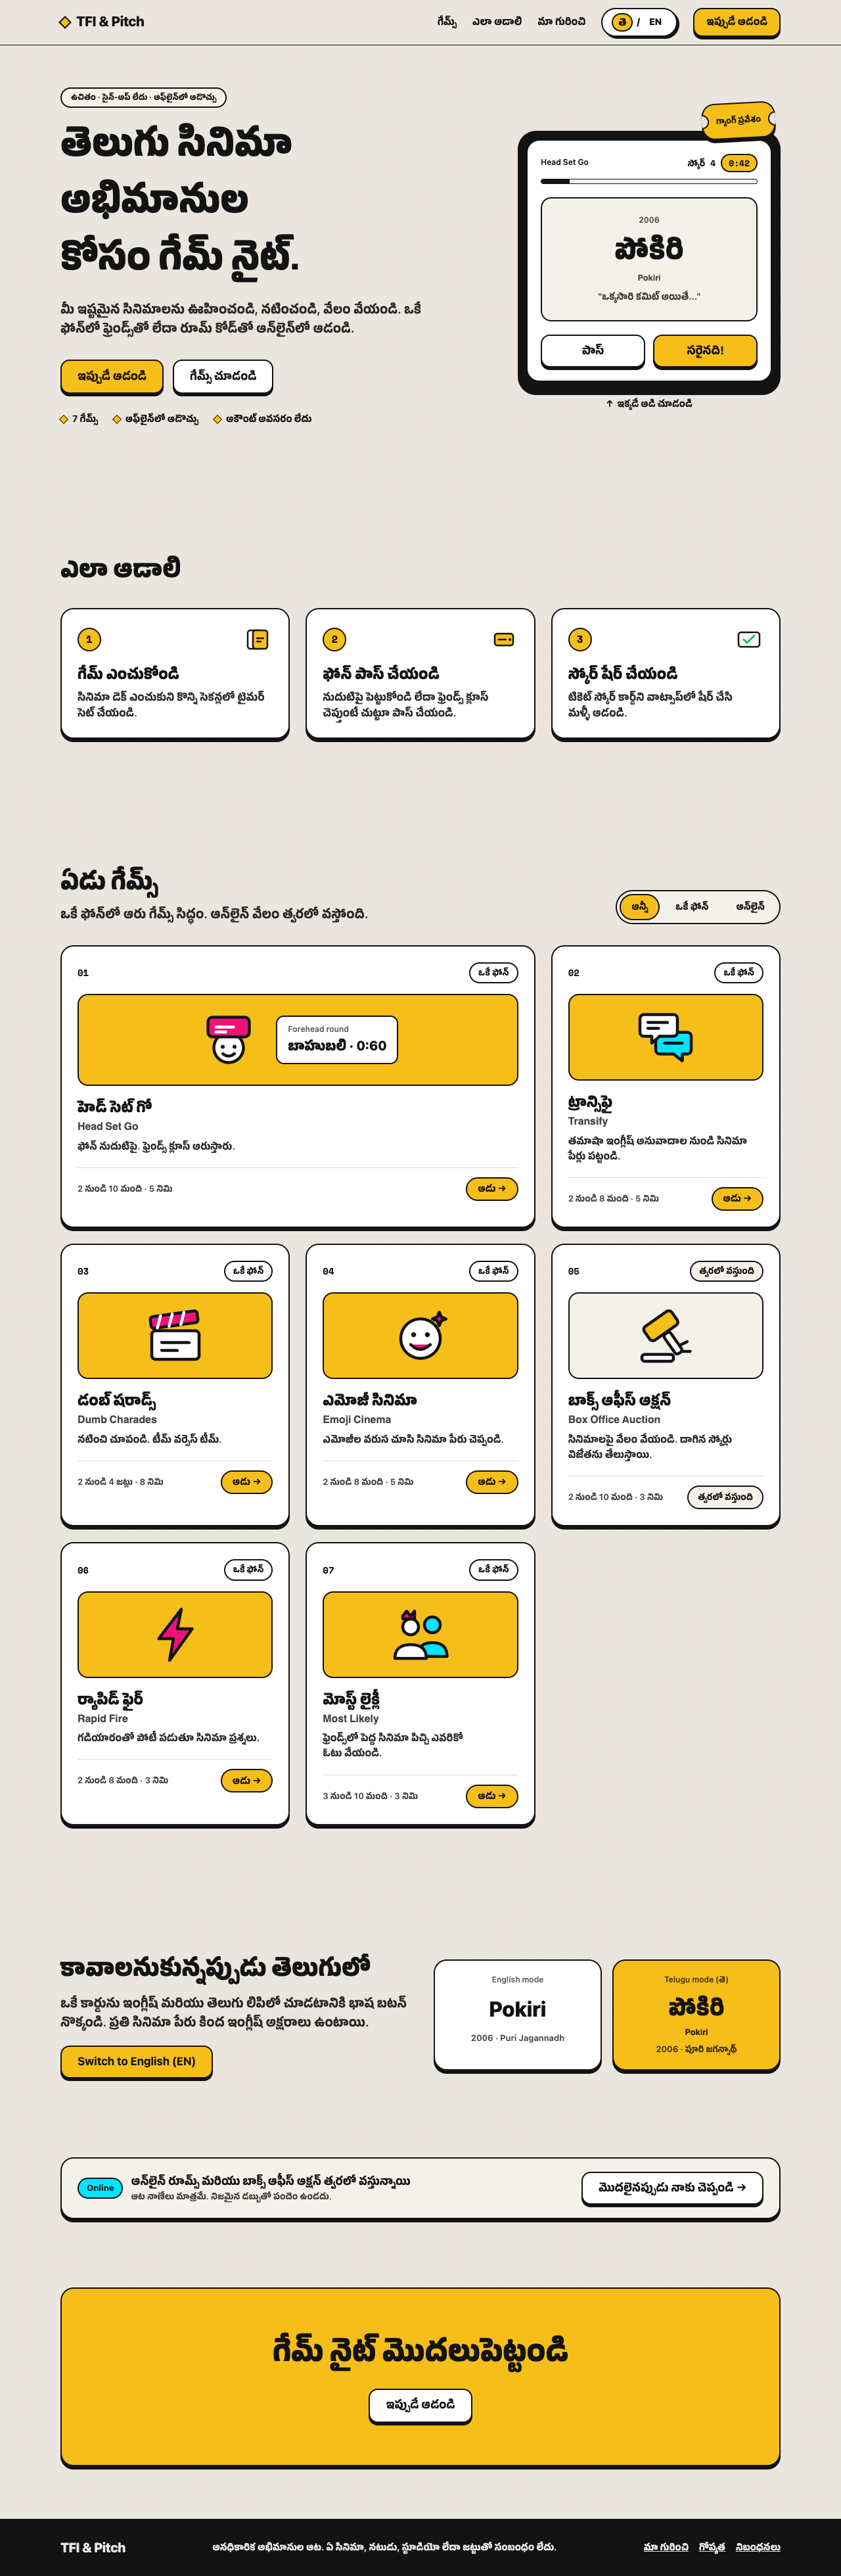 TFI & Pitch
గేమ్స్
ఎలా ఆడాలి
మా గురించి
తె / EN
ఇప్పుడే ఆడండి
ఉచితం · సైన్-అప్ లేదు · ఆఫ్‌లైన్‌లో ఆడొచ్చు
తెలుగు సినిమా
అభిమానుల
కోసం గేమ్ నైట్.
మీ ఇష్టమైన సినిమాలను ఊహించండి, నటించండి, వేలం వేయండి. ఒకే
ఫోన్‌లో ఫ్రెండ్స్‌తో లేదా రూమ్ కోడ్‌తో ఆన్‌లైన్‌లో ఆడండి.
ఇప్పుడే ఆడండి
గేమ్స్ చూడండి
7 గేమ్స్
ఆఫ్‌లైన్‌లో ఆడొచ్చు
అకౌంట్ అవసరం లేదు
గ్యాంగ్ ప్రవేశం
Head Set Go
స్కోర్ 4
0:42
2006
పోకిరి
Pokiri
"ఒక్కసారి కమిట్ అయితే..."
పాస్
సరైనది!
↑ ఇక్కడే ఆడి చూడండి
ఎలా ఆడాలి
1
గేమ్ ఎంచుకోండి
సినిమా డెక్ ఎంచుకుని కొన్ని సెకన్లలో టైమర్
సెట్ చేయండి.
2
ఫోన్ పాస్ చేయండి
నుదుటిపై పెట్టుకోండి లేదా ఫ్రెండ్స్ క్లూస్
చెప్తుంటే చుట్టూ పాస్ చేయండి.
3
స్కోర్ షేర్ చేయండి
టికెట్ స్కోర్ కార్డ్‌ని వాట్సాప్‌లో షేర్ చేసి
మళ్ళీ ఆడండి.
ఏడు గేమ్స్
ఒకే ఫోన్‌లో ఆరు గేమ్స్ సిద్ధం. ఆన్‌లైన్ వేలం త్వరలో వస్తోంది.
అన్నీ
ఒకే ఫోన్
ఆన్‌లైన్
01
ఒకే ఫోన్
Forehead round
బాహుబలి · 0:60
హెడ్ సెట్ గో
Head Set Go
ఫోన్ నుదుటిపై. ఫ్రెండ్స్ క్లూస్ అరుస్తారు.
2 నుండి 10 మంది · 5 నిమి
ఆడు →
02
ఒకే ఫోన్
ట్రాన్సిఫై
Transify
తమాషా ఇంగ్లీష్ అనువాదాల నుండి సినిమా
పేర్లు పట్టండి.
2 నుండి 8 మంది · 5 నిమి
ఆడు →
03
ఒకే ఫోన్
డంబ్ షరాడ్స్
Dumb Charades
నటించి చూపండి. టీమ్ వర్సెస్ టీమ్.
2 నుండి 4 జట్లు · 8 నిమి
ఆడు →
04
ఒకే ఫోన్
ఎమోజీ సినిమా
Emoji Cinema
ఎమోజీల వరుస చూసి సినిమా పేరు చెప్పండి.
2 నుండి 8 మంది · 5 నిమి
ఆడు →
05
త్వరలో వస్తుంది
బాక్స్ ఆఫీస్ ఆక్షన్
Box Office Auction
సినిమాలపై వేలం వేయండి. దాగిన స్కోర్లు
విజేతను తేలుస్తాయి.
2 నుండి 10 మంది · 3 నిమి
త్వరలో వస్తుంది
06
ఒకే ఫోన్
ర్యాపిడ్ ఫైర్
Rapid Fire
గడియారంతో పోటీ పడుతూ సినిమా ప్రశ్నలు.
2 నుండి 8 మంది · 3 నిమి
ఆడు →
07
ఒకే ఫోన్
మోస్ట్ లైక్లీ
Most Likely
ఫ్రెండ్స్‌లో పెద్ద సినిమా పిచ్చి ఎవరికో
ఓటు వేయండి.
3 నుండి 10 మంది · 3 నిమి
ఆడు →
కావాలనుకున్నప్పుడు తెలుగులో
ఒకే కార్డును ఇంగ్లీష్ మరియు తెలుగు లిపిలో చూడటానికి భాష బటన్
నొక్కండి. ప్రతి సినిమా పేరు కింద ఇంగ్లీష్ అక్షరాలు ఉంటాయి.
Switch to English (EN)
English mode
Pokiri
2006 · Puri Jagannadh
Telugu mode (తె)
పోకిరి
Pokiri
2006 · పూరి జగన్నాథ్
Online
ఆన్‌లైన్ రూమ్స్ మరియు బాక్స్ ఆఫీస్ ఆక్షన్ త్వరలో వస్తున్నాయి
ఆట నాణేలు మాత్రమే. నిజమైన డబ్బుతో పందెం ఉండదు.
మొదలైనప్పుడు నాకు చెప్పండి →
గేమ్ నైట్ మొదలుపెట్టండి
ఇప్పుడే ఆడండి
TFI & Pitch
అనధికారిక అభిమానుల ఆట. ఏ సినిమా, నటుడు, స్టూడియో లేదా జట్టుతో సంబంధం లేదు.
మా గురించి
గోప్యత
నిబంధనలు